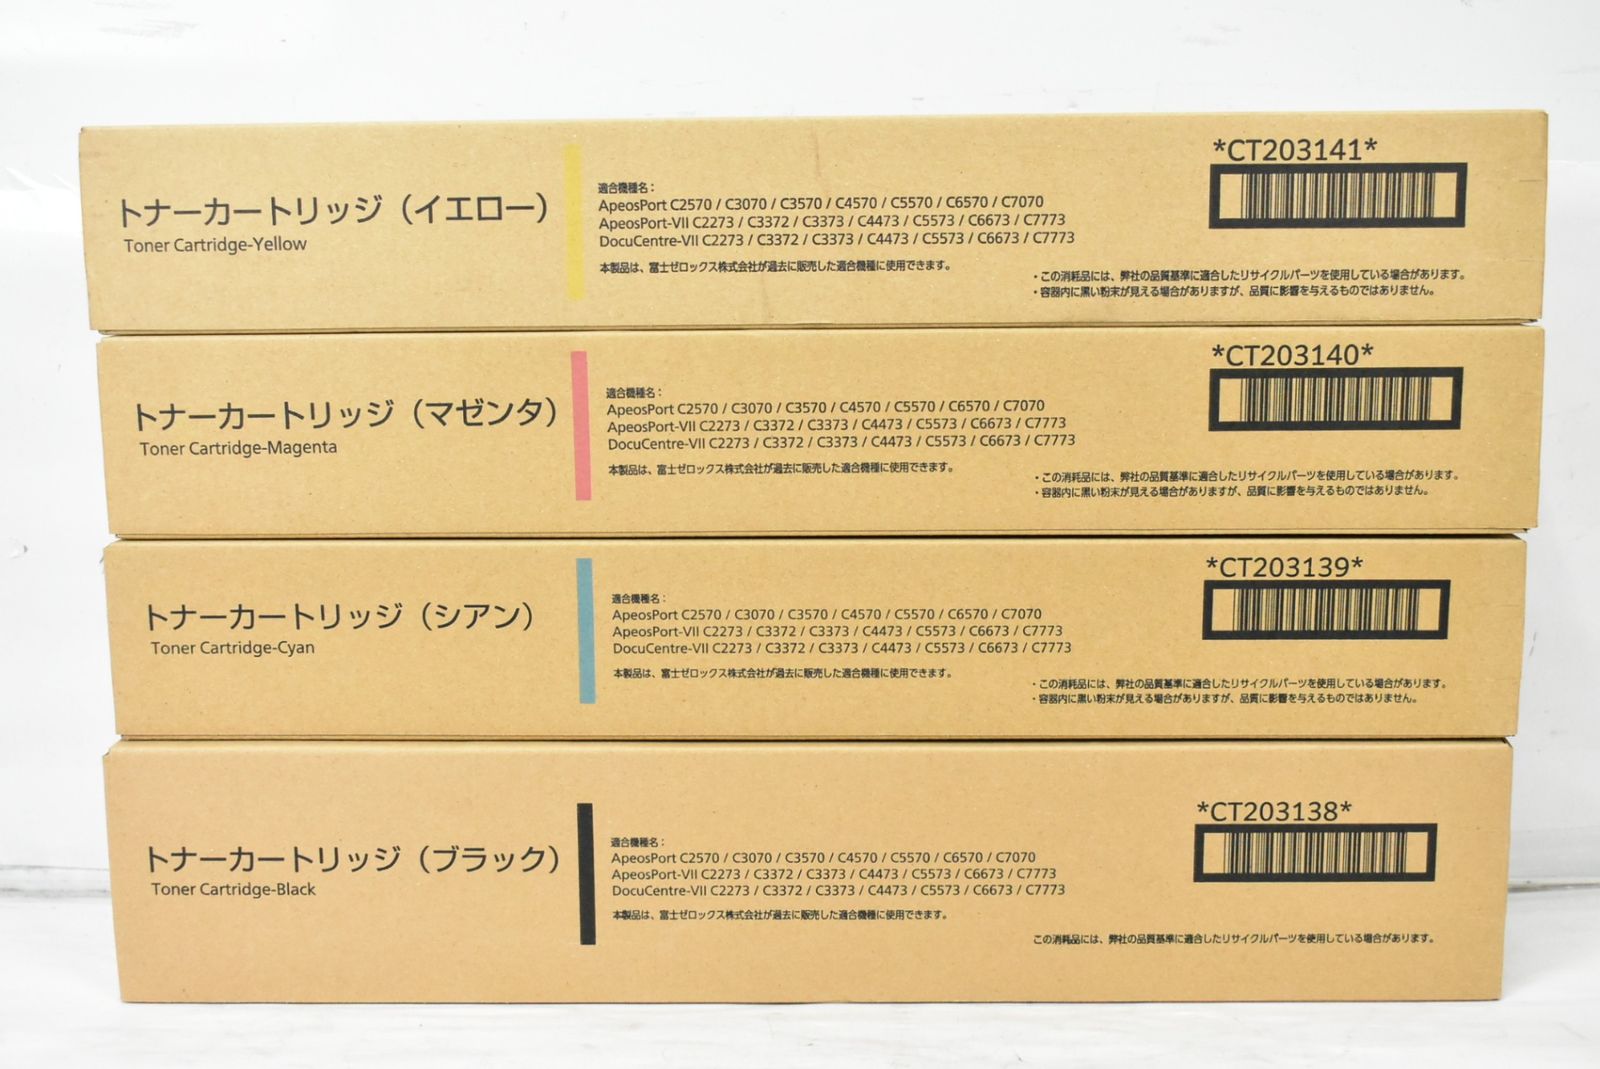 トナーカートリッジ（イエロー）
Toner Cartridge-Yellow
適合機種名：
ApeosPort C2570 / C3070 / C3570 / C4570 / C5570 / C6570 / C7070
ApeosPort-VII C2273 / C3372 / C3373 / C4473 / C5573 / C6673 / C7773
DocuCentre-VII C2273 / C3372 / C3373 / C4473 / C5573 / C6673 / C7773
本製品は、富士ゼロックス株式会社が過去に販売した適合機種に使用できます。
*CT203141*
・この消耗品には、弊社の品質基準に適合したリサイクルパーツを使用している場合があります。
・容器内に黒い粉末が見える場合がありますが、品質に影響を与えるものではありません。
トナーカートリッジ（マゼンタ）
Toner Cartridge-Magenta
適合機種名：
ApeosPort C2570 / C3070 / C3570 / C4570 / C5570 / C6570 / C7070
ApeosPort-VII C2273 / C3372 / C3373 / C4473 / C5573 / C6673 / C7773
DocuCentre-VII C2273 / C3372 / C3373 / C4473 / C5573 / C6673 / C7773
本製品は、富士ゼロックス株式会社が過去に販売した適合機種に使用できます。
*CT203140*
・この消耗品には、弊社の品質基準に適合したリサイクルパーツを使用している場合があります。
・容器内に黒い粉末が見える場合がありますが、品質に影響を与えるものではありません。
トナーカートリッジ（シアン）
Toner Cartridge-Cyan
適合機種名：
ApeosPort C2570 / C3070 / C3570 / C4570 / C5570 / C6570 / C7070
ApeosPort-VII C2273 / C3372 / C3373 / C4473 / C5573 / C6673 / C7773
DocuCentre-VII C2273 / C3372 / C3373 / C4473 / C5573 / C6673 / C7773
本製品は、富士ゼロックス株式会社が過去に販売した適合機種に使用できます。
*CT203139*
・この消耗品には、弊社の品質基準に適合したリサイクルパーツを使用している場合があります。
・容器内に黒い粉末が見える場合がありますが、品質に影響を与えるものではありません。
トナーカートリッジ（ブラック）
Toner Cartridge-Black
適合機種名：
ApeosPort C2570 / C3070 / C3570 / C4570 / C5570 / C6570 / C7070
ApeosPort-VII C2273 / C3372 / C3373 / C4473 / C5573 / C6673 / C7773
DocuCentre-VII C2273 / C3372 / C3373 / C4473 / C5573 / C6673 / C7773
本製品は、富士ゼロックス株式会社が過去に販売した適合機種に使用できます。
*CT203138*
この消耗品には、弊社の品質基準に適合したリサイクルパーツを使用している場合があります。